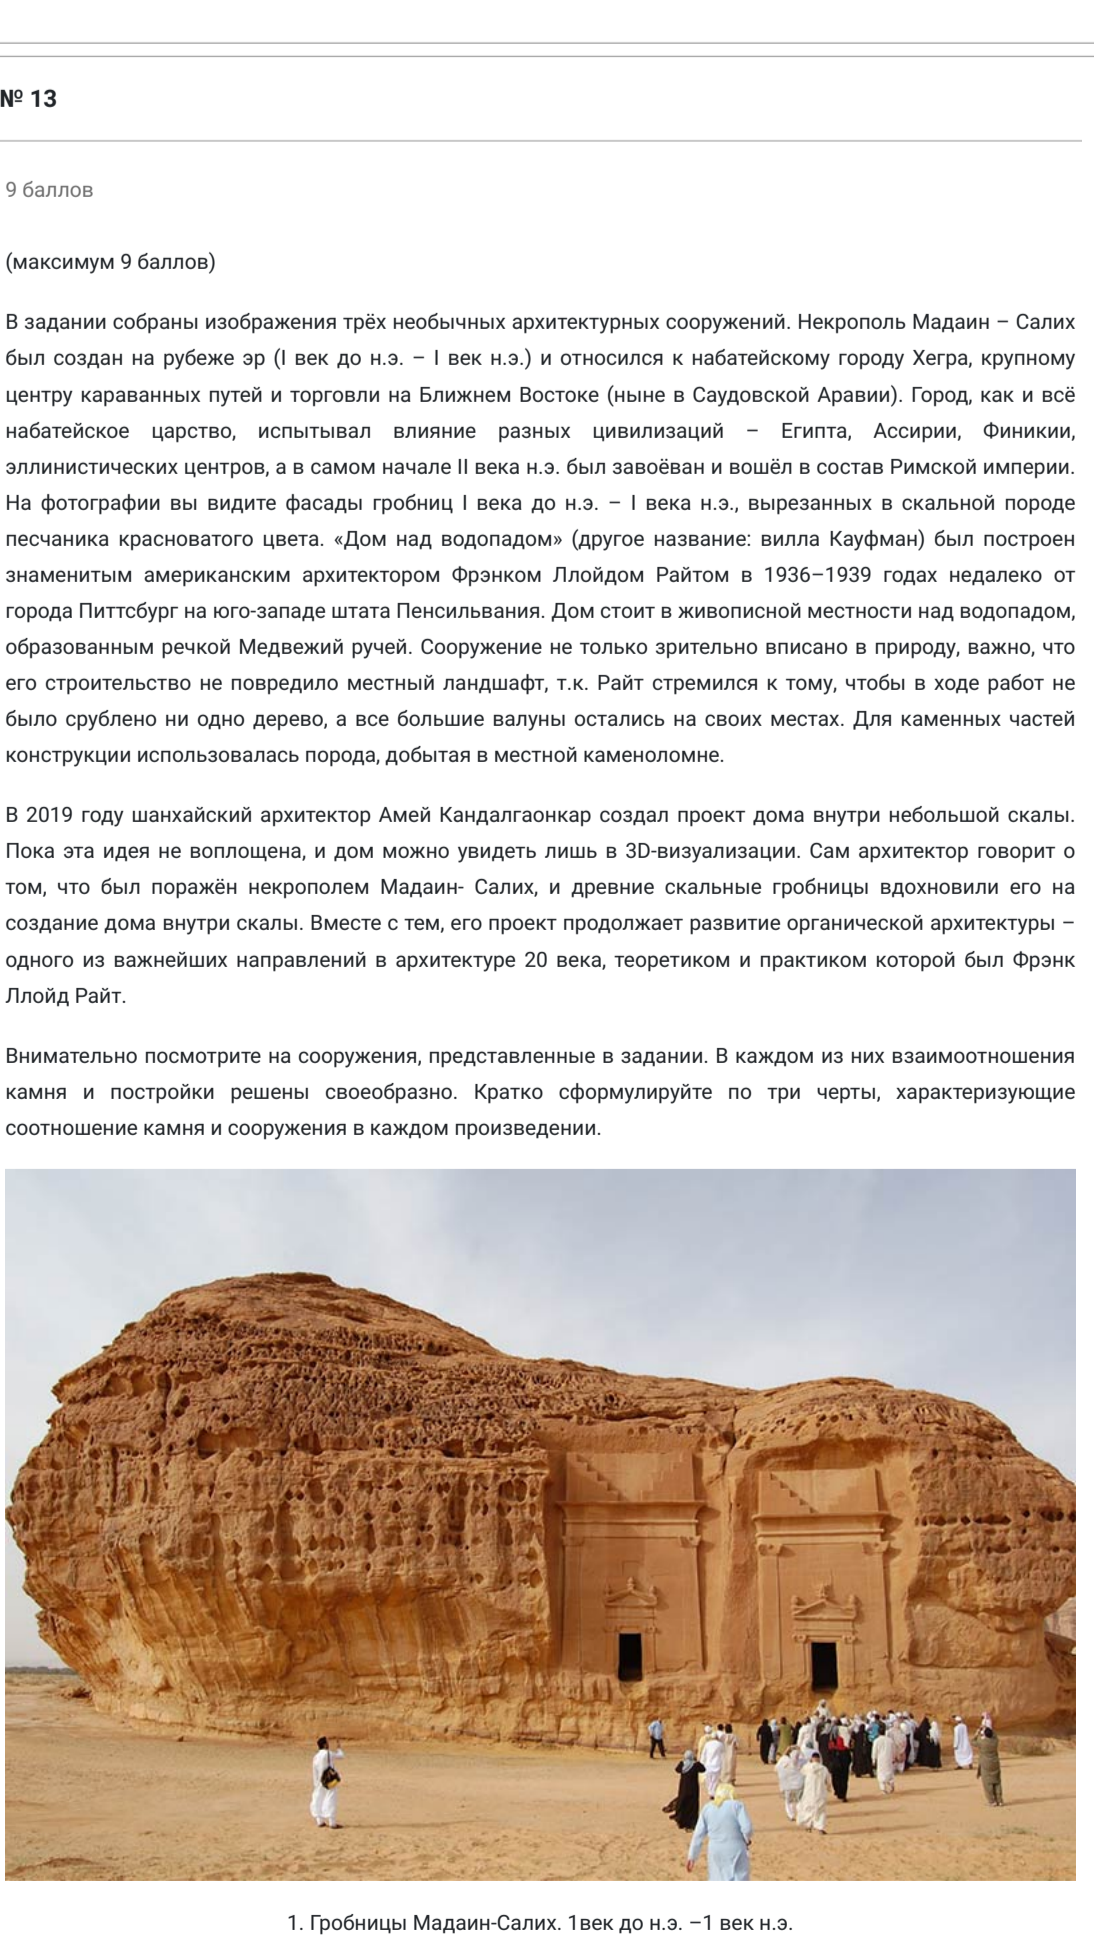 № 13
9 баллов
(максимум 9 баллов)
В задании собраны изображения трёх необычных архитектурных сооружений. Некрополь Мадаин – Салих
был создан на рубеже эр (I век до н.э. – I век н.э.) и относился к набатейскому городу Хегра, крупному
центру караванных путей и торговли на Ближнем Востоке (ныне в Саудовской Аравии). Город, как и всё
набатейское царство, испытывал влияние разных цивилизаций – Египта, Ассирии, Финикии,
эллинистических центров, а в самом начале II века н.э. был завоёван и вошёл в состав Римской империи.
На фотографии вы видите фасады гробниц I века до н.э. – I века н.э., вырезанных в скальной породе
песчаника красноватого цвета. «Дом над водопадом» (другое название: вилла Кауфман) был построен
знаменитым американским архитектором Фрэнком Ллойдом Райтом в 1936–1939 годах недалеко от
города Питтсбург на юго-западе штата Пенсильвания. Дом стоит в живописной местности над водопадом,
образованным речкой Медвежий ручей. Сооружение не только зрительно вписано в природу, важно, что
его строительство не повредило местный ландшафт, т.к. Райт стремился к тому, чтобы в ходе работ не
было срублено ни одно дерево, а все большие валуны остались на своих местах. Для каменных частей
конструкции использовалась порода, добытая в местной каменоломне.
В 2019 году шанхайский архитектор Амей Кандалгаонкар создал проект дома внутри небольшой скалы.
Пока эта идея не воплощена, и дом можно увидеть лишь в 3D-визуализации. Сам архитектор говорит о
том, что был поражён некрополем Мадаин- Салих, и древние скальные гробницы вдохновили его на
создание дома внутри скалы. Вместе с тем, его проект продолжает развитие органической архитектуры –
одного из важнейших направлений в архитектуре 20 века, теоретиком и практиком которой был Фрэнк
Ллойд Райт.
Внимательно посмотрите на сооружения, представленные в задании. В каждом из них взаимоотношения
камня и постройки решены своеобразно. Кратко сформулируйте по три черты, характеризующие
соотношение камня и сооружения в каждом произведении.
1. Гробницы Мадаин-Салих. 1век до н.э. –1 век н.э.